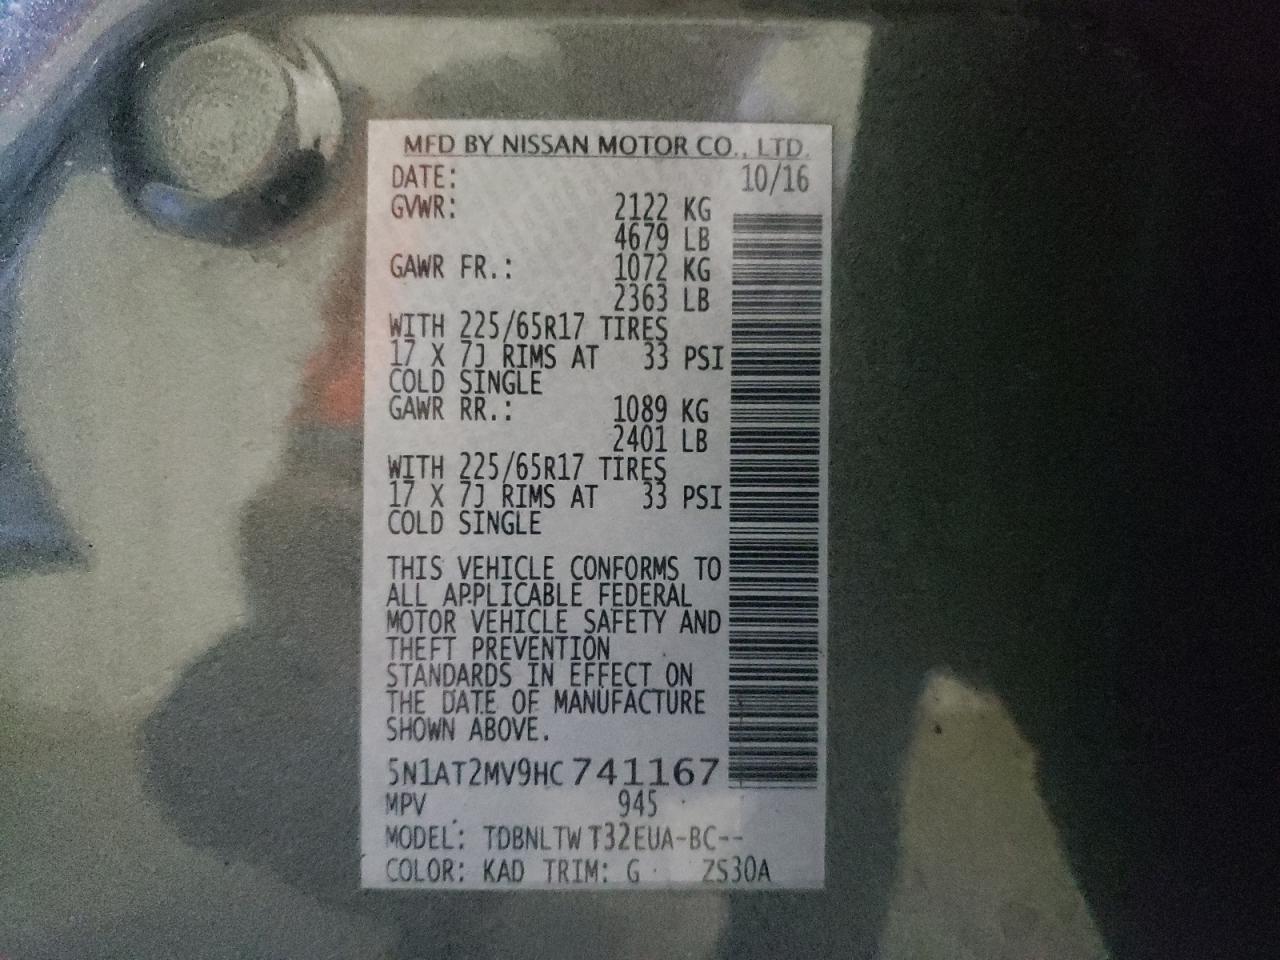 MFD BY NISSAN MOTOR CO., LTD.
DATE: 10/16
GVWR: 2122 KG
4679 LB
GAWR FR.: 1072 KG
2363 LB
WITH 225/65R17 TIRES
17 X 7J RIMS AT 33 PSI
COLD SINGLE
GAWR RR.: 1089 KG
2401 LB
WITH 225/65R17 TIRES
17 X 7J RIMS AT 33 PSI
COLD SINGLE
THIS VEHICLE CONFORMS TO
ALL APPLICABLE FEDERAL
MOTOR VEHICLE SAFETY AND
THEFT PREVENTION
STANDARDS IN EFFECT ON
THE DATE OF MANUFACTURE
SHOWN ABOVE.
5N1AT2MV9HC741167
MPV 945
MODEL: TDBNLTWT32EUA-BC--
COLOR: KAD TRIM: G ZS30A